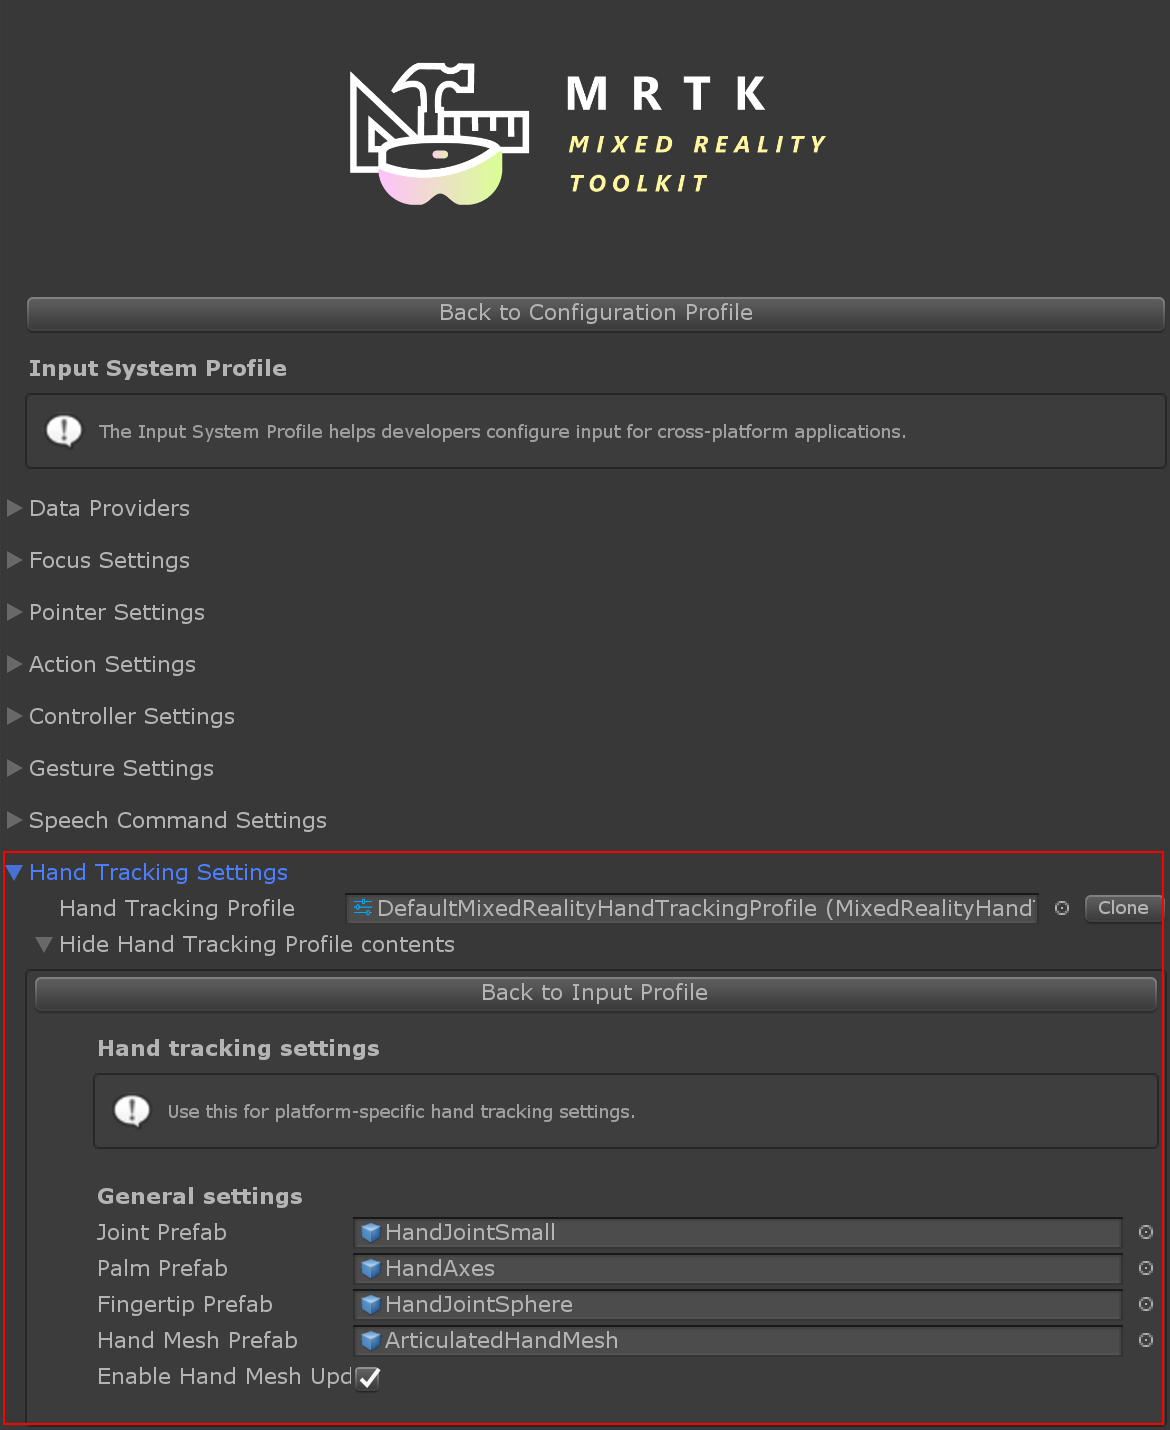 MRTK
MIXED REALITY
TOOLKIT
Back to Configuration Profile
Input System Profile
The Input System Profile helps developers configure input for cross-platform applications.
Data Providers
Focus Settings
Pointer Settings
Action Settings
Controller Settings
Gesture Settings
Speech Command Settings
Hand Tracking Settings
Hand Tracking Profile DefaultMixedRealityHandTrackingProfile (MixedRealityHand Clone
Hide Hand Tracking Profile contents
Back to Input Profile
Hand tracking settings
Use this for platform-specific hand tracking settings.
General settings
Joint Prefab HandJointSmall
Palm Prefab HandAxes
Fingertip Prefab HandJointSphere
Hand Mesh Prefab ArticulatedHandMesh
Enable Hand Mesh Upd